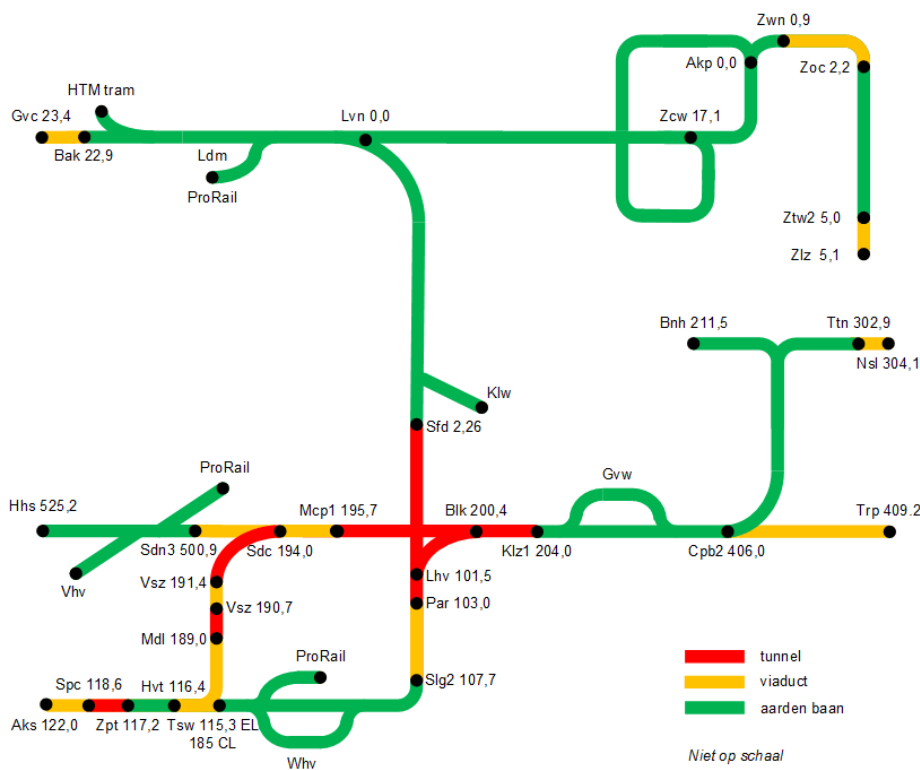 Zwn 0,9
Akp 0,0
Zoc 2,2
HTM tram
Gvc 23,4
Lvn 0,0
Zcw 17,1
Bak 22,9
Ldm
ProRail
Ztw2 5,0
Zlz 5,1
Bnh 211,5
Ttn 302,9
Nsl 304,1
Klw
Sfd 2,26
ProRail
Gvw
Hhs 525,2
Mcp1 195,7
Blk 200,4
Trp 409.2
Sdn3 500,9
Sdc 194,0
Klz1 204,0
Cpb2 406,0
Vhv
Vsz 191,4
Lhv 101,5
Vsz 190,7
Par 103,0
Mdl 189,0
ProRail
tunnel
Spc 118,6
Hvt 116,4
Slg2 107,7
viaduct
Aks 122,0
Zpt 117,2
Tsw 115,3 EL
185 CL
aarden baan
Whv
Niet op schaal